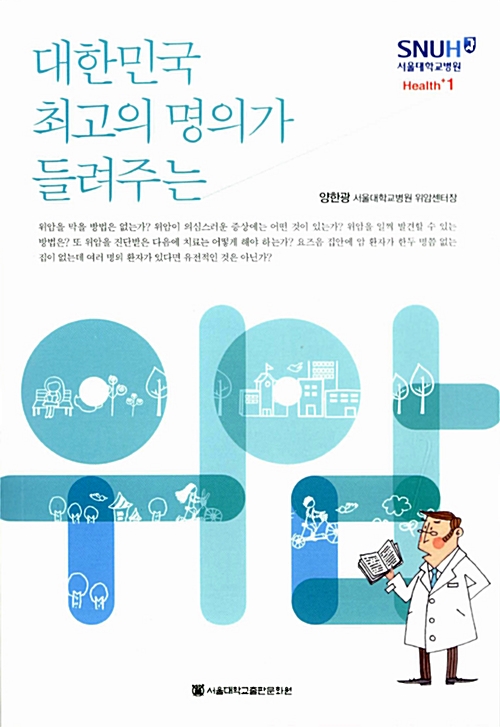 대한민국
최고의 명의가
들려주는
SNUH
서울대학교병원
Health+1
양한광 서울대학교병원 위암센터장
위암을 막을 방법은 없는가? 위암이 의심스러운 증상에는 어떤 것이 있는가? 위암을 일찍 발견할 수 있는
방법은? 또 위암을 진단받은 다음에 치료는 어떻게 해야 하는가? 요즈음 집안에 암 환자가 한두 명쯤 없는
집이 없는데 여러 명의 환자가 있다면 유전적인 것은 아닌가?
위암
서울대학교출판문화원